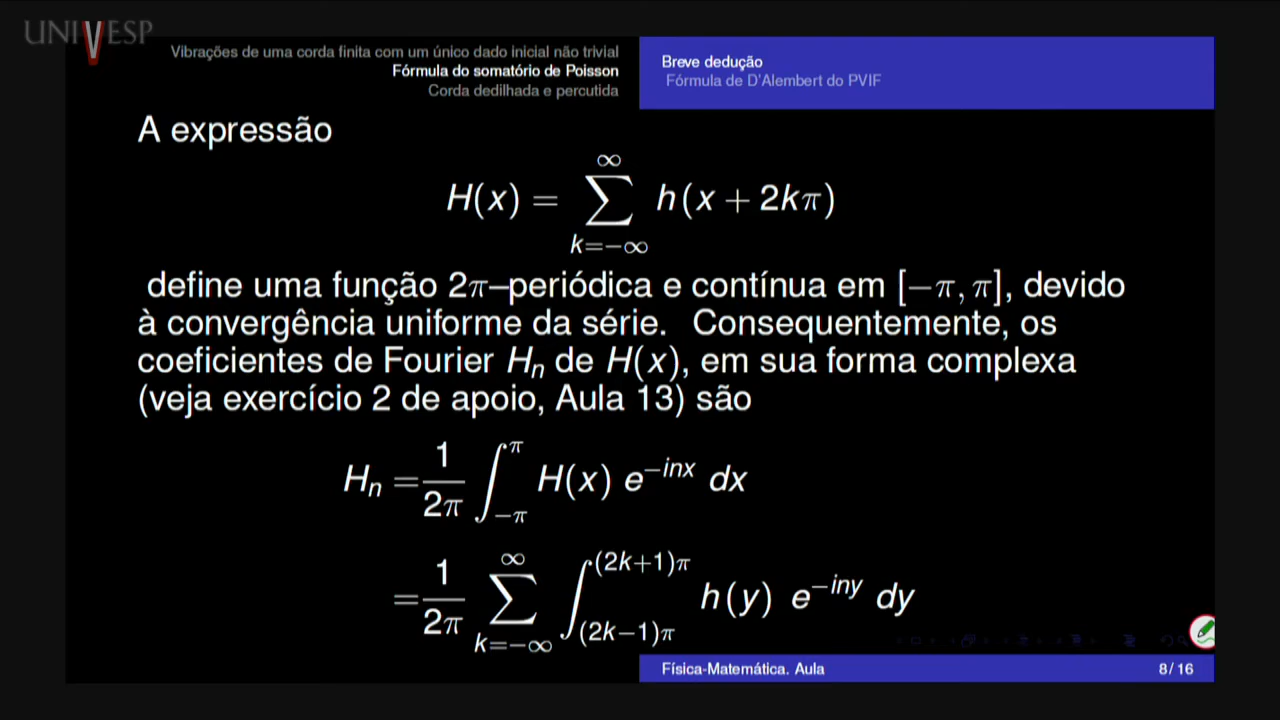 UNIVESP
Vibrações de uma corda finita com um único dado inicial não trivial
Fórmula do somatório de Poisson
Corda dedilhada e percutida
Breve dedução
Fórmula de D'Alembert do PVIF
A expressão
H(x) = ∑_{k=−∞}^{∞} h(x + 2kπ)
define uma função 2π–periódica e contínua em [−π, π], devido
à convergência uniforme da série. Consequentemente, os
coeficientes de Fourier Hₙ de H(x), em sua forma complexa
(veja exercício 2 de apoio, Aula 13) são
Hₙ = 1/2π ∫_{−π}^{π} H(x) e^{−inx} dx
= 1/2π ∑_{k=−∞}^{∞} ∫_{(2k−1)π}^{(2k+1)π} h(y) e^{−iny} dy
Física-Matemática. Aula
8/16